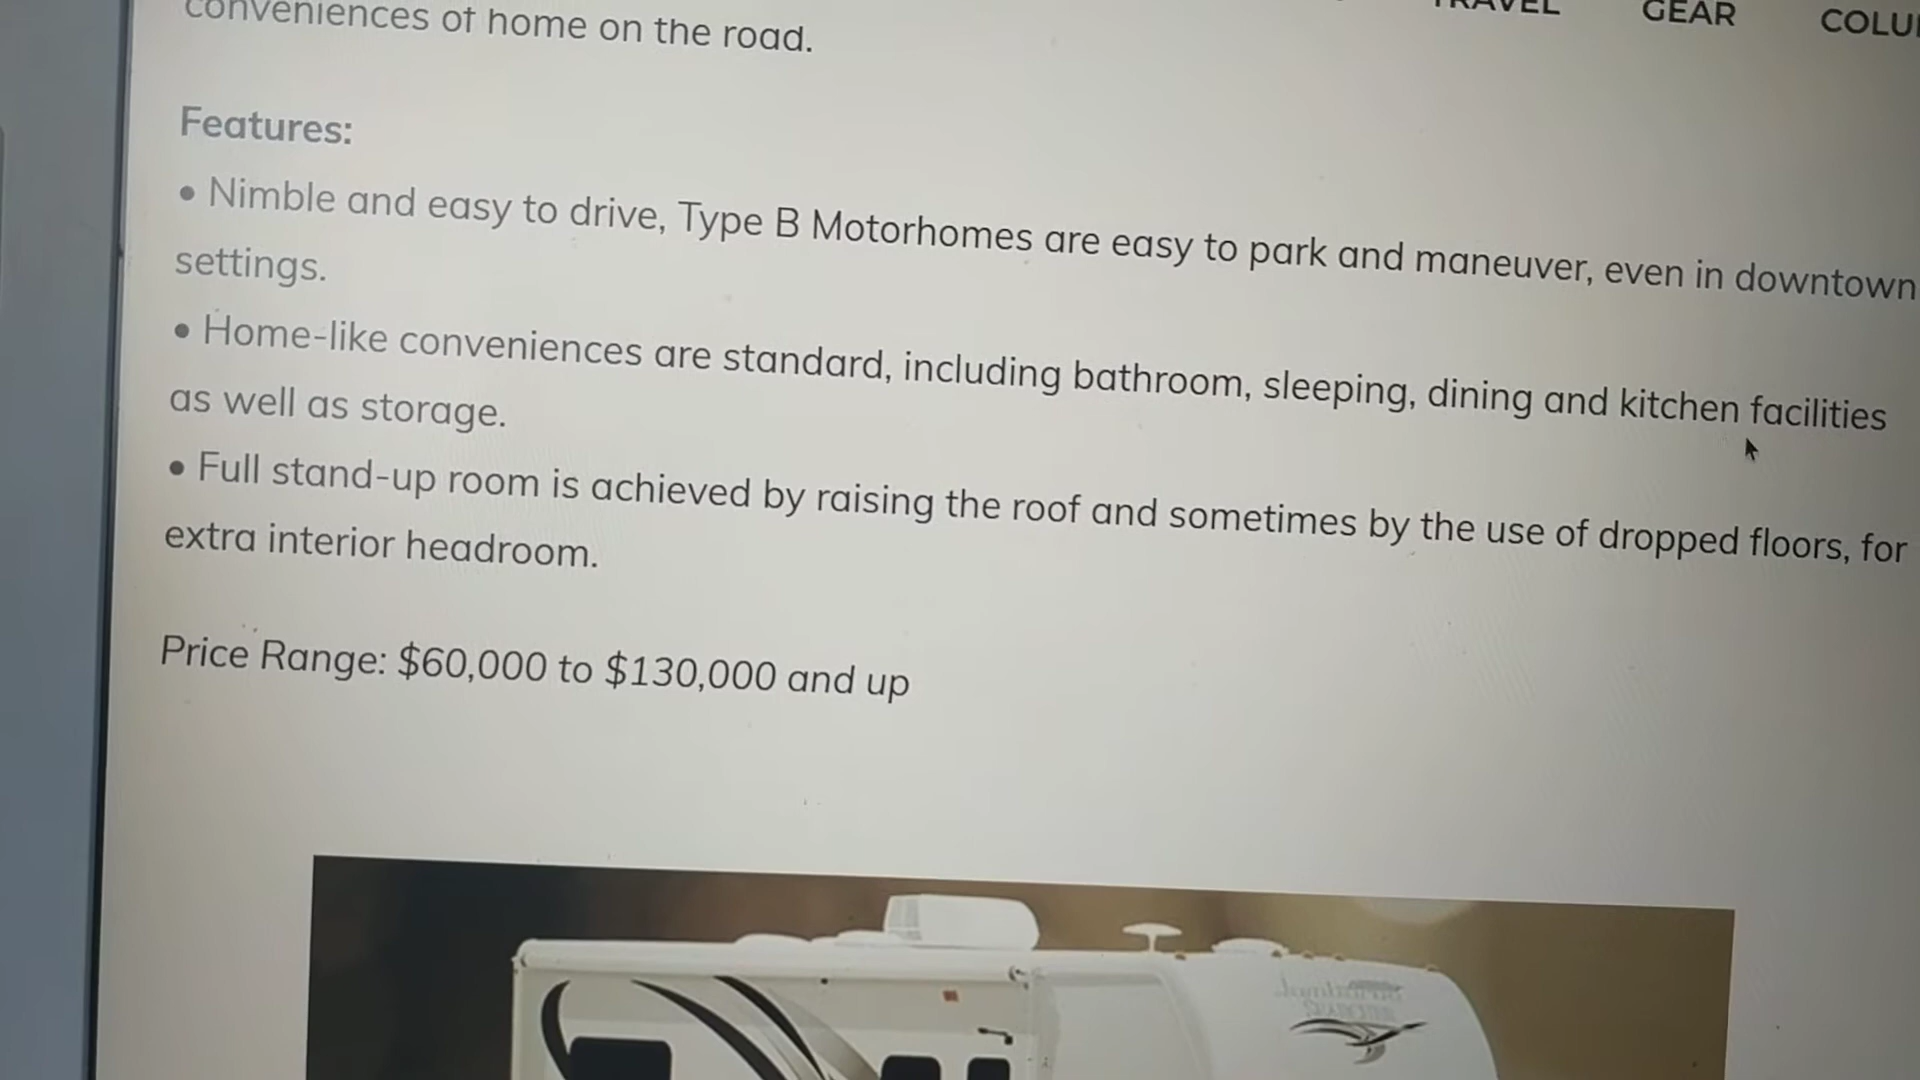 conveniences of home on the road.
TRAVEL GEAR
Features:
• Nimble and easy to drive, Type B Motorhomes are easy to park and maneuver, even in downtown
settings.
• Home-like conveniences are standard, including bathroom, sleeping, dining and kitchen facilities
as well as storage.
• Full stand-up room is achieved by raising the roof and sometimes by the use of dropped floors, for
extra interior headroom.
Price Range: $60,000 to $130,000 and up